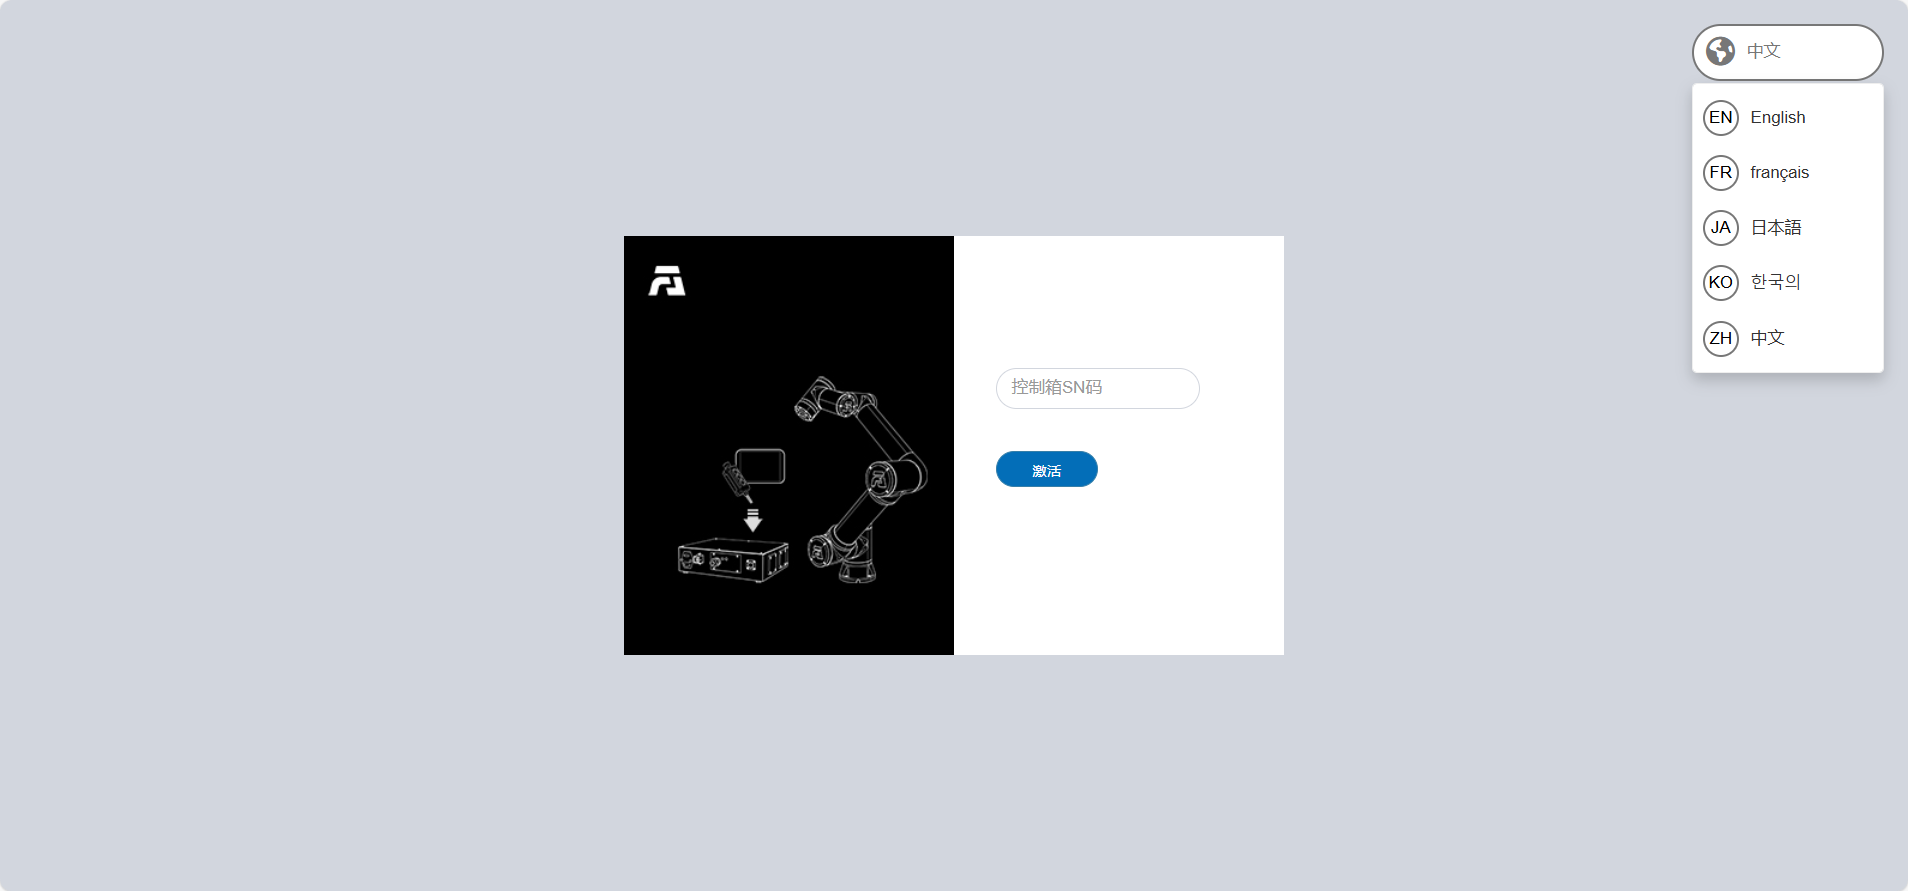 中文
EN English
FR français
JA 日本語
KO 한국의
ZH 中文
控制箱SN码
激活